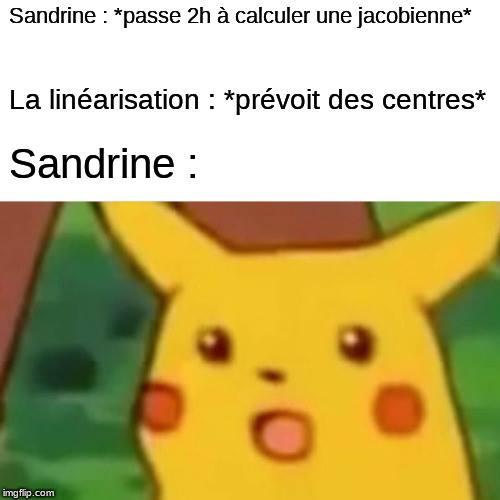 Sandrine : *passe 2h à calculer une jacobienne*
La linéarisation : *prévoit des centres*
Sandrine :
imgflip.com